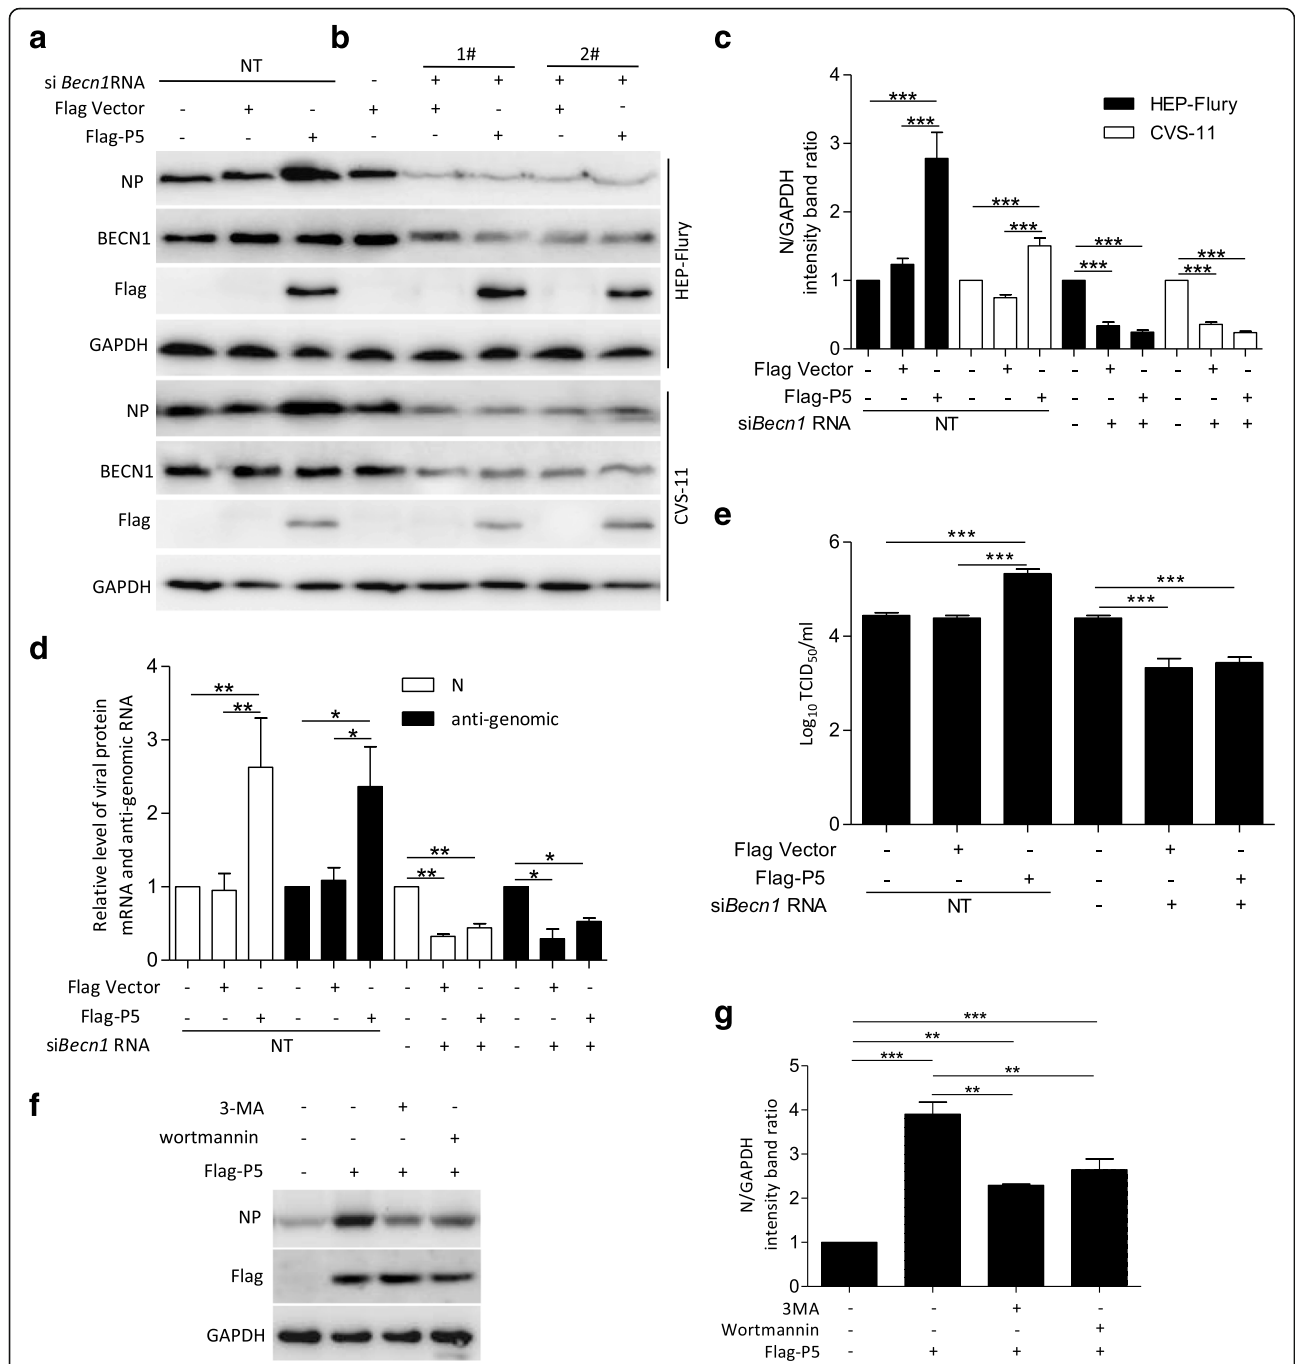 a
b
NT
1#
2#
si Becn1RNA - + + + +
Flag Vector - + - + + - + -
Flag-P5 - - + - - + - +
NP
BECN1
Flag
GAPDH
HEP-Flury
NP
BECN1
Flag
GAPDH
CVS-11
c
N/GAPDH
intensity band ratio
4
3
2
1
0
HEP-Flury
CVS-11
*** *** *** *** *** *** *** ***
Flag Vector - + - - + - - + - - + -
Flag-P5 - - + - - + - - + - - +
siBecn1 RNA NT - + + - + +
d
Relative level of viral protein
mRNA and anti-genomic RNA
4
3
2
1
0
N
anti-genomic
** ** * * ** ** * *
Flag Vector - + - - + - - + - - + -
Flag-P5 - - + - - + - - + - - +
siBecn1 RNA NT - + + - + +
e
Log10 TCID50/ml
6
4
2
0
*** *** *** ***
Flag Vector - + - - + -
Flag-P5 - - + - - +
siBecn1 RNA NT - + +
f
3-MA - - + -
wortmannin - - - +
Flag-P5 - + + +
NP
Flag
GAPDH
g
N/GAPDH
intensity band ratio
5
4
3
2
1
0
***
**
***
**
**
3MA - - + -
Wortmannin - - - +
Flag-P5 - + + +